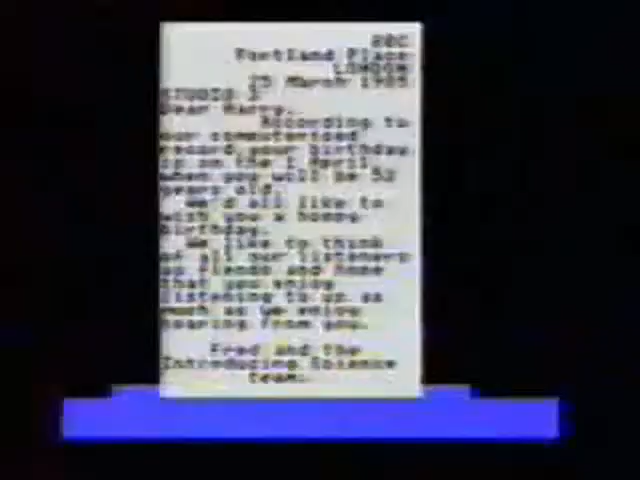 BBC
Portland Place
LONDON
25 March 1985
STUDIO 5
Dear Harry,
According to
our computerised
record, your birthday
is on the 1 April
when you will be 52
years old.
We'd all like to
wish you a happy
birthday.
We like to think
of all our listeners
as fiends and hope
that you enjoy
listening to us as
much as we enjoy
hearing from you.
Fred and the
Introducing Science
team.